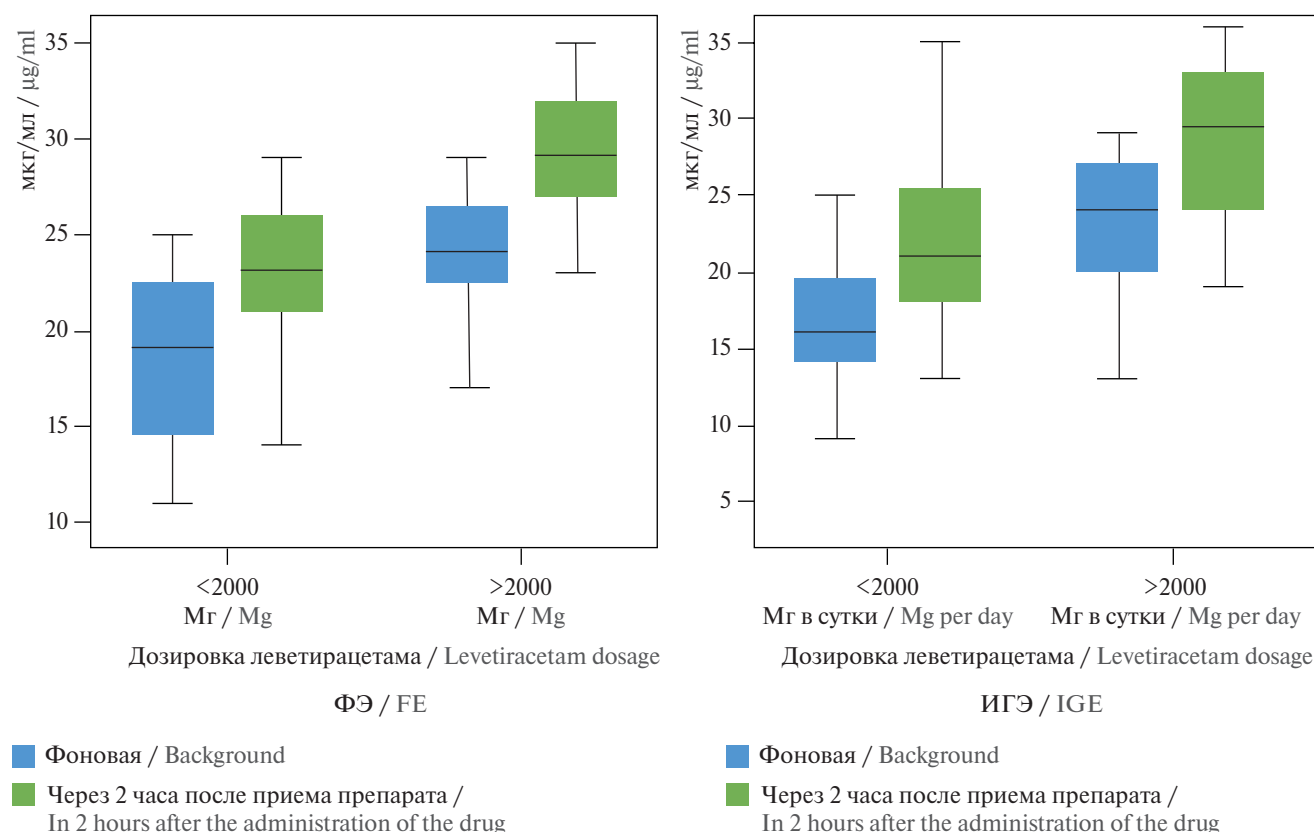 мкг/мл / µg/ml
35
30
25
20
15
10
<2000
Мг / Mg
>2000
Мг / Mg
Дозировка леветирацетама / Levetiracetam dosage
ФЭ / FE
Фоновая / Background
Через 2 часа после приема препарата /
In 2 hours after the administration of the drug
мкг/мл / µg/ml
35
30
25
20
15
10
5
<2000
Мг в сутки / Mg per day
>2000
Мг в сутки / Mg per day
Дозировка леветирацетама / Levetiracetam dosage
ИГЭ / IGE
Фоновая / Background
Через 2 часа после приема препарата /
In 2 hours after the administration of the drug